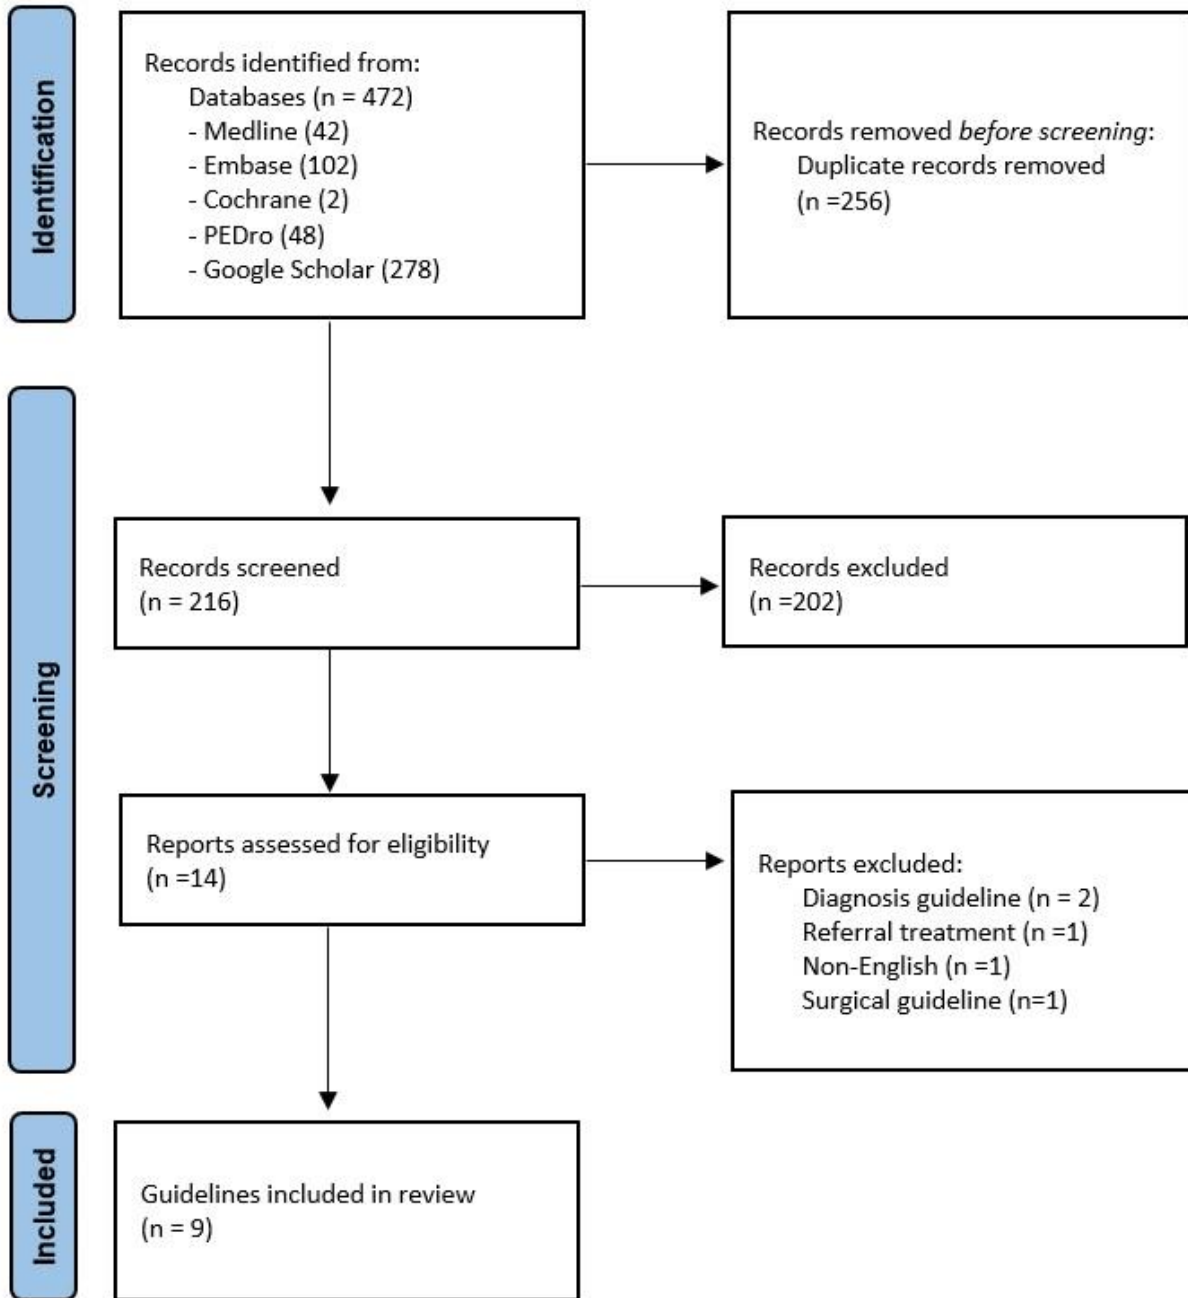 Identification
Records identified from:
Databases (n = 472)
- Medline (42)
- Embase (102)
- Cochrane (2)
- PEDro (48)
- Google Scholar (278)
Records removed before screening:
Duplicate records removed
(n =256)
Screening
Records screened
(n = 216)
Records excluded
(n =202)
Reports assessed for eligibility
(n =14)
Reports excluded:
Diagnosis guideline (n = 2)
Referral treatment (n =1)
Non-English (n =1)
Surgical guideline (n=1)
Included
Guidelines included in review
(n = 9)